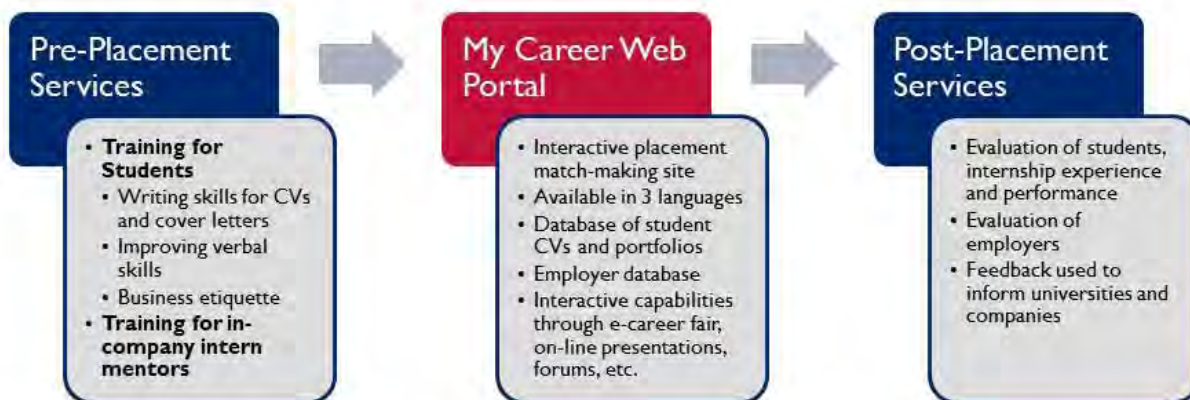 Pre-Placement
Services
• Training for
Students
• Writing skills for CVs
and cover letters
• Improving verbal
skills
• Business etiquette
• Training for in-
company intern
mentors
My Career Web
Portal
• Interactive placement
match-making site
• Available in 3 languages
• Database of student
CVs and portfolios
• Employer database
• Interactive capabilities
through e-career fair,
on-line presentations,
forums, etc.
Post-Placement
Services
• Evaluation of students,
internship experience
and performance
• Evaluation of
employers
• Feedback used to
inform universities and
companies